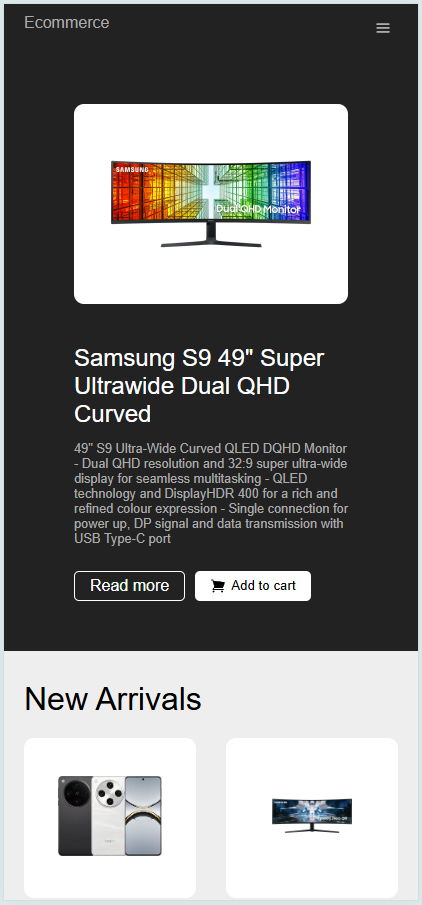 Ecommerce
SAMSUNG
Dual QHD Monitor
Samsung S9 49" Super
Ultrawide Dual QHD
Curved
49" S9 Ultra-Wide Curved QLED DQHD Monitor
- Dual QHD resolution and 32:9 super ultra-wide
display for seamless multitasking - QLED
technology and DisplayHDR 400 for a rich and
refined colour expression - Single connection for
power up, DP signal and data transmission with
USB Type-C port
Read more
Add to cart
New Arrivals